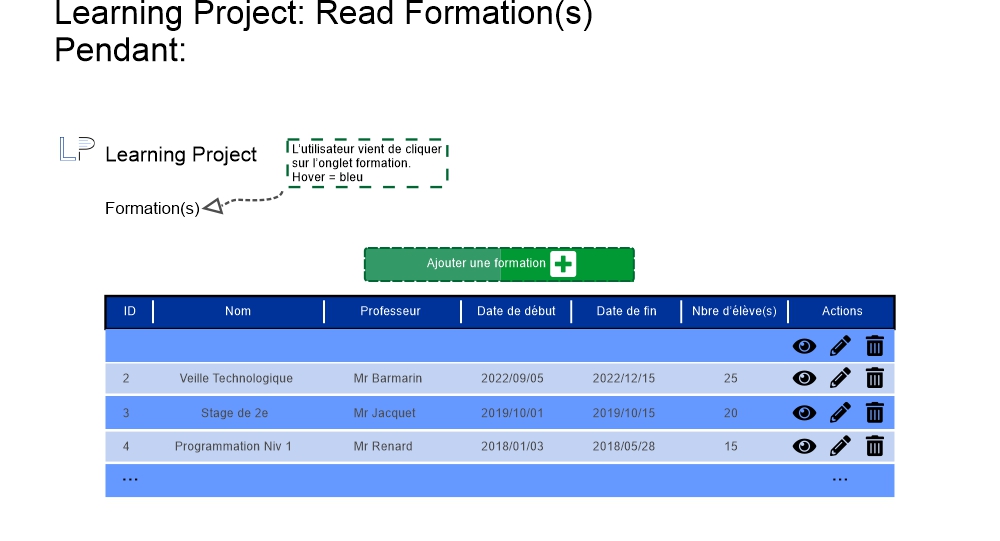 Learning Project: Read Formation(s)
Pendant:
LP Learning Project
L'utilisateur vient de cliquer
sur l'onglet formation.
Hover = bleu
Formation(s)
Ajouter une formation
ID Nom Professeur Date de début Date de fin Nbre d'élève(s) Actions
2 Veille Technologique Mr Barmarin 2022/09/05 2022/12/15 25
3 Stage de 2e Mr Jacquet 2019/10/01 2019/10/15 20
4 Programmation Niv 1 Mr Renard 2018/01/03 2018/05/28 15
... ...